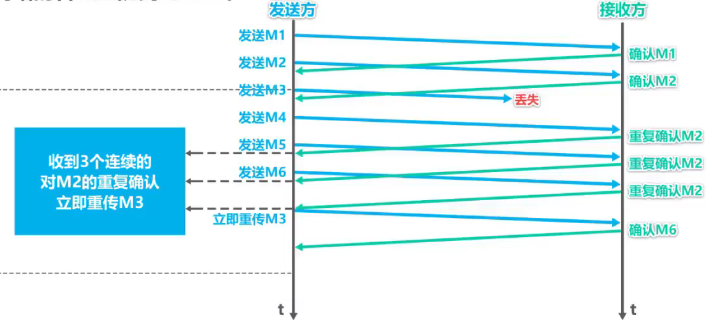 发送方
接收方
发送M1
确认M1
发送M2
确认M2
发送M3
丢失
发送M4
重复确认M2
发送M5
重复确认M2
发送M6
重复确认M2
收到3个连续的
对M2的重复确认
立即重传M3
立即重传M3
确认M6
t
t